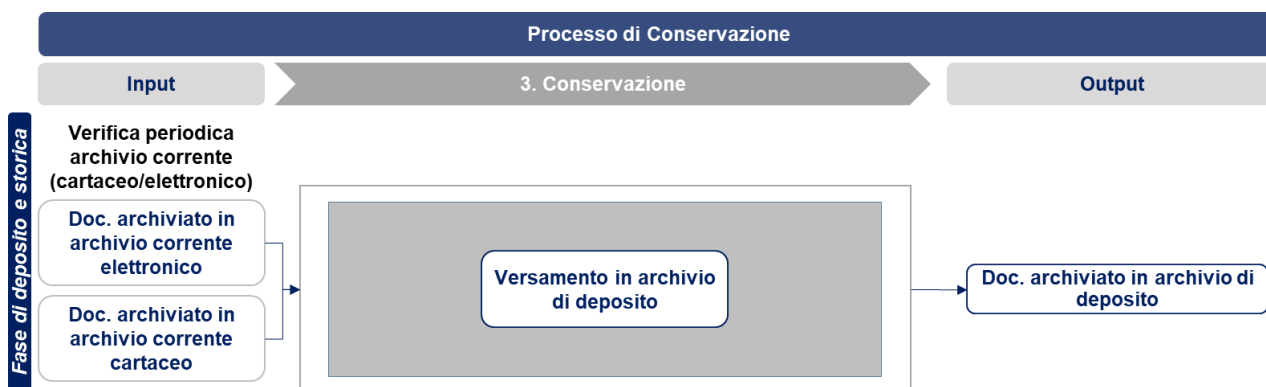 Processo di Conservazione
Input
3. Conservazione
Output
Fase di deposito e storica
Verifica periodica
archivio corrente
(cartaceo/elettronico)
Doc. archiviato in
archivio corrente
elettronico
Doc. archiviato in
archivio corrente
cartaceo
Versamento in archivio
di deposito
Doc. archiviato in archivio di
deposito